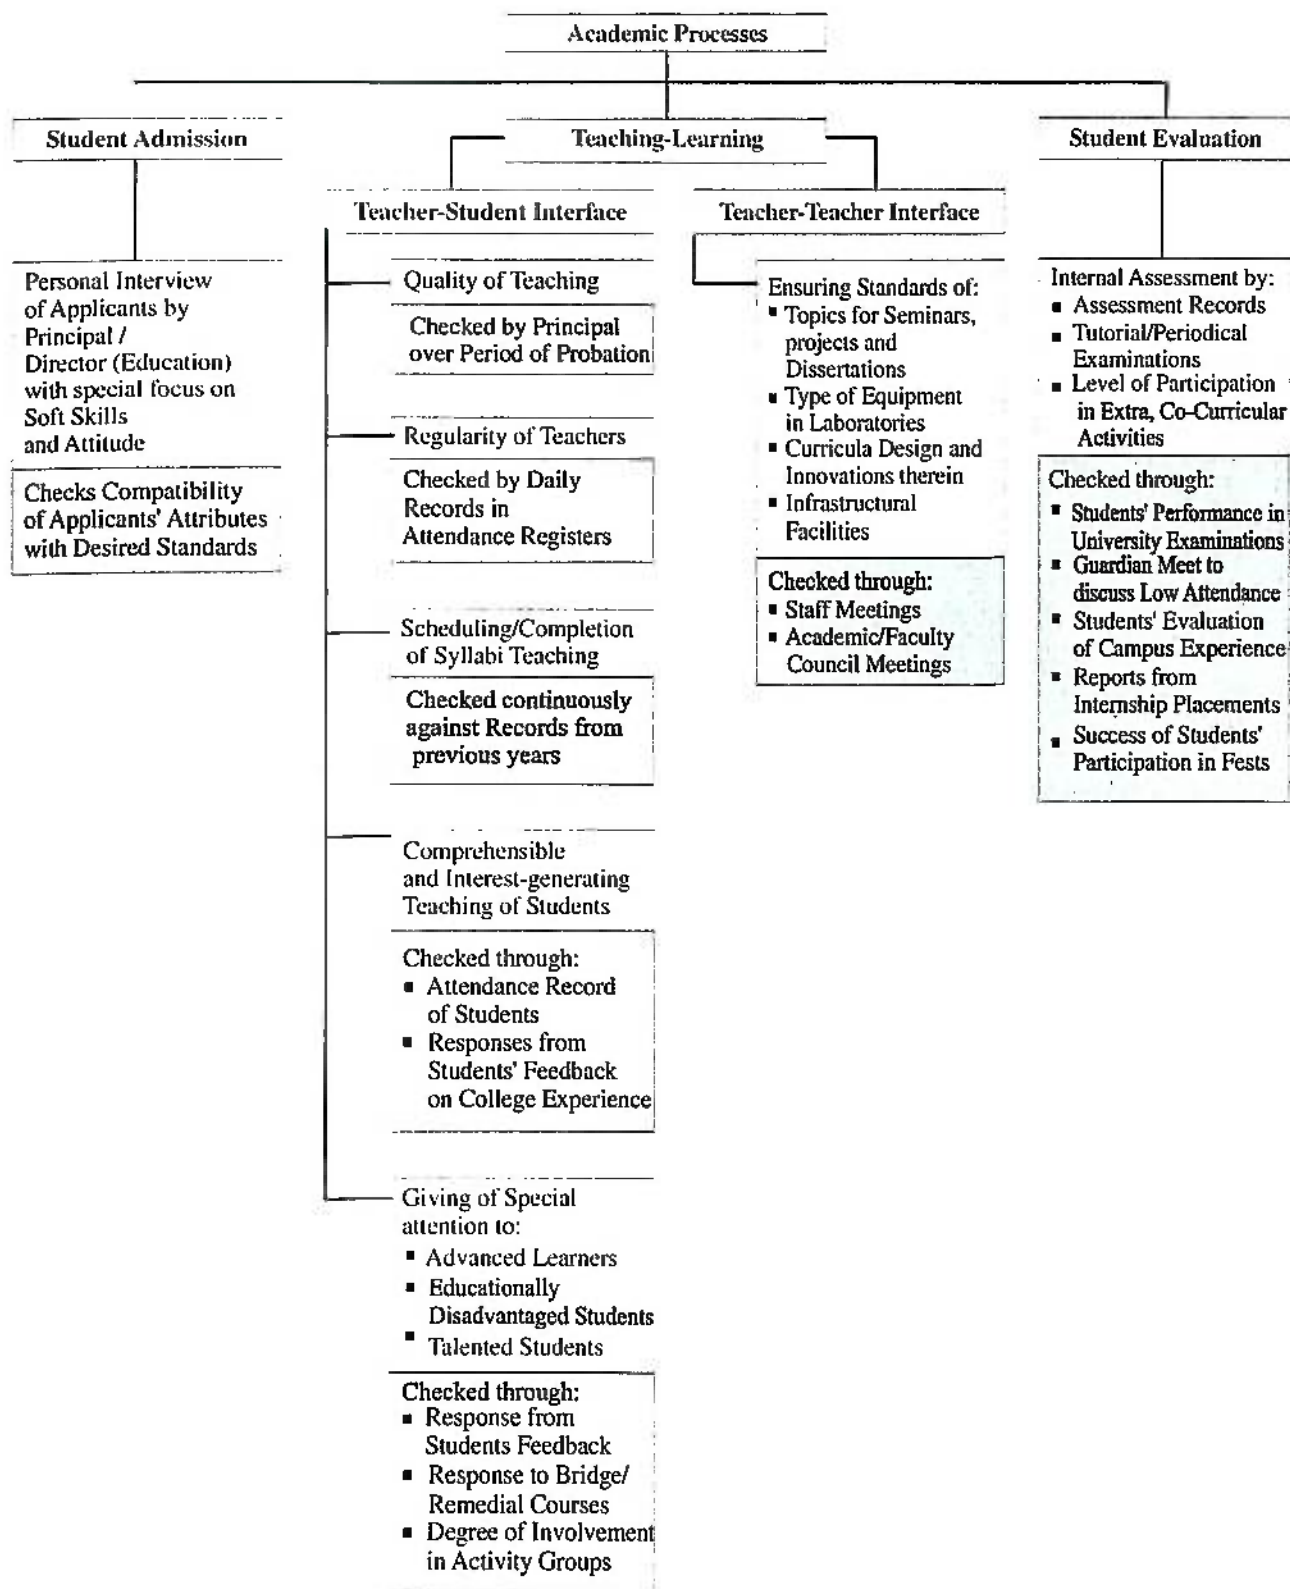 Academic Processes
Student Admission
Personal Interview
of Applicants by
Principal /
Director (Education)
with special focus on
Soft Skills
and Attitude
Checks Compatibility
of Applicants' Attributes
with Desired Standards
Teaching-Learning
Teacher-Student Interface
Quality of Teaching
Checked by Principal
over Period of Probation
Regularity of Teachers
Checked by Daily
Records in
Attendance Registers
Scheduling/Completion
of Syllabi Teaching
Checked continuously
against Records from
previous years
Comprehensible
and Interest-generating
Teaching of Students
Checked through:
▪ Attendance Record
of Students
▪ Responses from
Students' Feedback
on College Experience
Giving of Special
attention to:
▪ Advanced Learners
▪ Educationally
Disadvantaged Students
▪ Talented Students
Checked through:
▪ Response from
Students Feedback
▪ Response to Bridge/
Remedial Courses
▪ Degree of Involvement
in Activity Groups
Teacher-Teacher Interface
Ensuring Standards of:
▪ Topics for Seminars,
projects and
Dissertations
▪ Type of Equipment
in Laboratories
▪ Curricula Design and
Innovations therein
▪ Infrastructural
Facilities
Checked through:
▪ Staff Meetings
▪ Academic/Faculty
Council Meetings
Student Evaluation
Internal Assessment by:
▪ Assessment Records
▪ Tutorial/Periodical
Examinations
▪ Level of Participation
in Extra, Co-Curricular
Activities
Checked through:
▪ Students' Performance in
University Examinations
▪ Guardian Meet to
discuss Low Attendance
▪ Students' Evaluation
of Campus Experience
▪ Reports from
Internship Placements
▪ Success of Students'
Participation in Fests